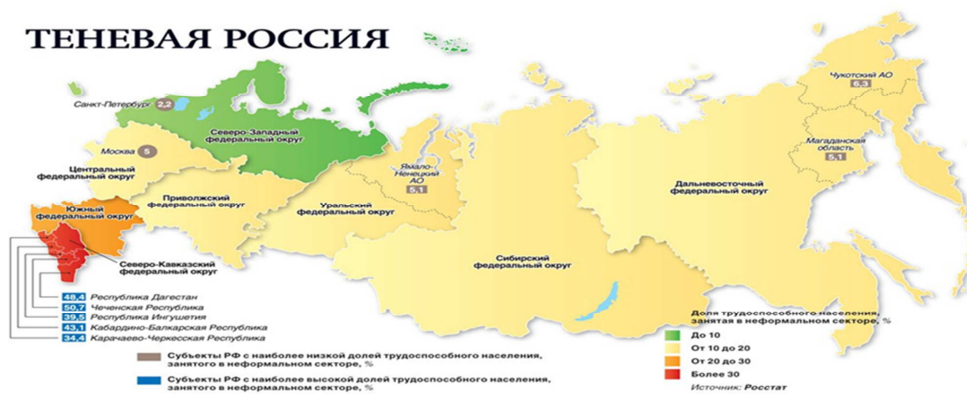 ТЕНЕВАЯ РОССИЯ
Санкт-Петербург 2,2
Северо-Западный
федеральный округ
Москва 5
Центральный
федеральный округ
Южный
федеральный округ
Приволжский
федеральный округ
Северо-Кавказский
федеральный округ
Ямало-
Ненецкий
АО
5,1
Уральский
федеральный округ
Сибирский
федеральный округ
Дальневосточный
федеральный округ
Чукотский АО
6,3
Магаданская
область
5,1
48,4 Республика Дагестан
50,7 Чеченская Республика
39,5 Республика Ингушетия
43,1 Кабардино-Балкарская Республика
34,4 Карачаево-Черкесская Республика
Субъекты РФ с наиболее низкой долей трудоспособного населения,
занятого в неформальном секторе, %
Субъекты РФ с наиболее высокой долей трудоспособного населения,
занятого в неформальном секторе, %
Доля трудоспособного населения,
занятая в неформальном секторе, %
До 10
От 10 до 20
От 20 до 30
Более 30
Источник: Росстат